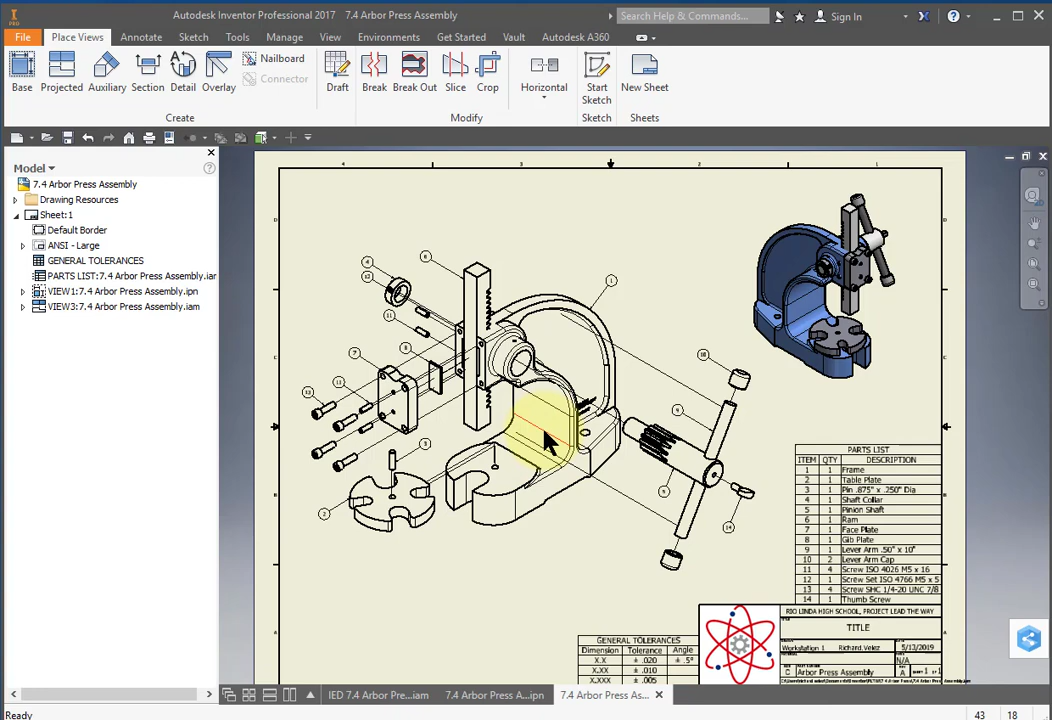 Autodesk Inventor Professional 2017 7.4 Arbor Press Assembly
Search Help & Commands...
Sign In
PRO
File Place Views Annotate Sketch Tools Manage View Environments Get Started Vault Autodesk A360
Base Projected Auxiliary Section Detail Overlay
Nailboard
Connector
Draft
Break Break Out Slice Crop
Horizontal
Start Sketch
New Sheet
Create Modify Sketch Sheets
Model
7.4 Arbor Press Assembly
Drawing Resources
Sheet:1
Default Border
ANSI - Large
GENERAL TOLERANCES
PARTS LIST:7.4 Arbor Press Assembly.iar
VIEW1:7.4 Arbor Press Assembly.ipn
VIEW3:7.4 Arbor Press Assembly.iam
4 3 2 1
PARTS LIST
ITEM QTY DESCRIPTION
1 1 Frame
2 1 Table Plate
3 1 Pin .875" x .250" Dia
4 1 Shaft Collar
5 1 Pinion Shaft
6 1 Ram
7 1 Face Plate
8 1 Gib Plate
9 1 Lever Arm .50" x 10"
10 2 Lever Arm Cap
11 4 Screw ISO 4026 M5 x 16
12 1 Screw Set ISO 4766 M5 x 5
13 4 Screw SHC 1/4-20 UNC 7/8
14 1 Thumb Screw
RIO LINDA HIGH SCHOOL, PROJECT LEAD THE WAY
TITLE
Workstation 1 Richard.Velez 5/13/2019
N/A
C Arbor Press Assembly A
GENERAL TOLERANCES
Dimension Tolerance Angle
X.X ± .020 ± .5°
X.XX ± .010
X.XXX ± .005
IED 7.4 Arbor Pre...iam 7.4 Arbor Press A...ipn 7.4 Arbor Press As...
Ready
43 18